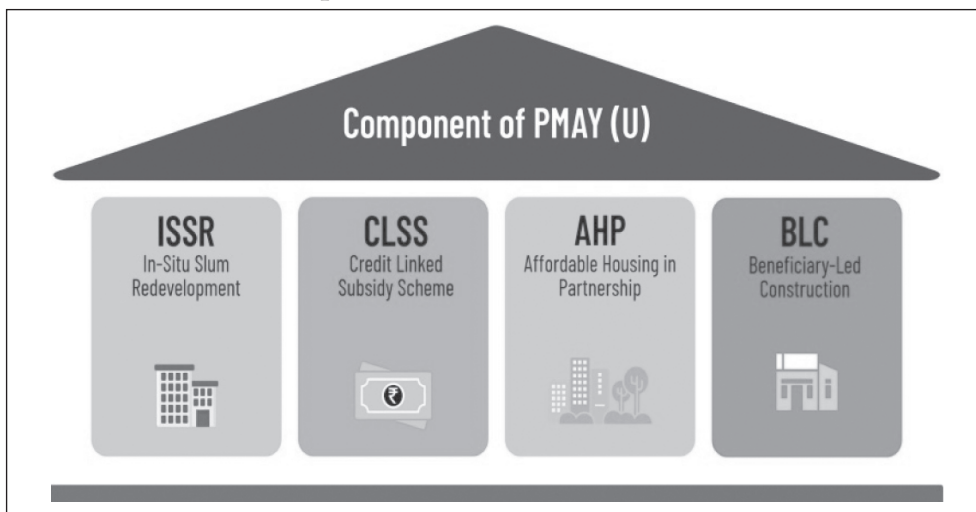 Component of PMAY (U)
ISSR
In-Situ Slum
Redevelopment
CLSS
Credit Linked
Subsidy Scheme
AHP
Affordable Housing in
Partnership
BLC
Beneficiary-Led
Construction
₹